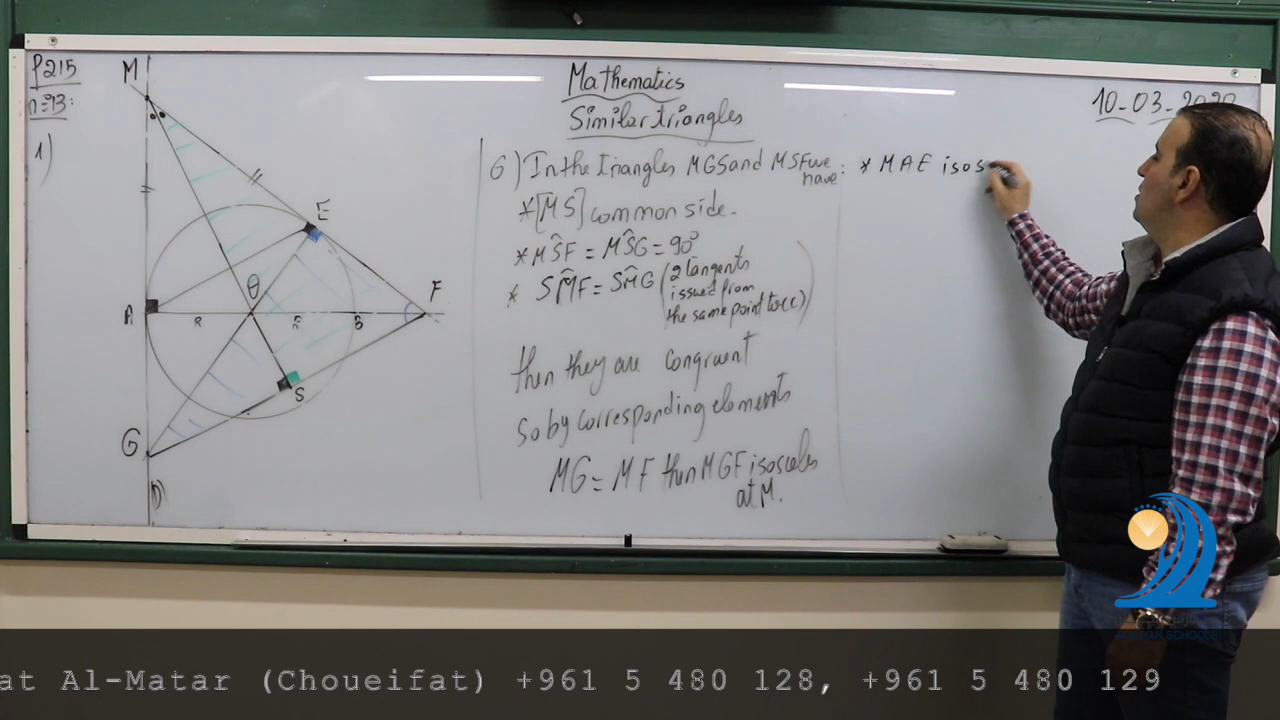 P215
n=93:
1)
M
E
θ
F
A
R
R
B
S
G
D
Mathematics
Similar triangles
10-03-2020
6) In the triangles MGS and MSF we have:
*[MS] common side.
* MŜF = MŜG = 90°
* SM̂F = SM̂G (2 tangents
issued from
the same point to (C))
then they are congruent
so by corresponding elements
MG = MF then MGF isosceles
at M.
* MAE isos
at Al-Matar (Choueifat) +961 5 480 128, +961 5 480 129